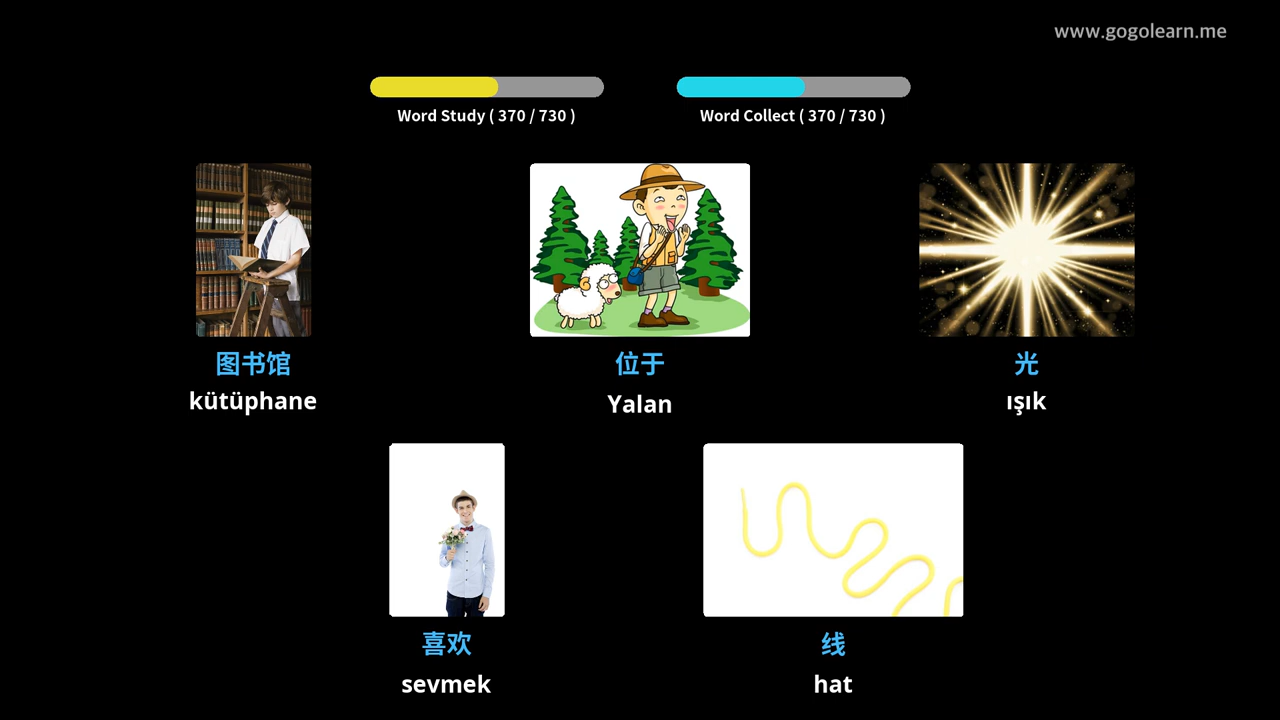 www.gogolearn.me
Word Study ( 370 / 730 )
Word Collect ( 370 / 730 )
图书馆
kütüphane
位于
Yalan
光
ışık
喜欢
sevmek
线
hat